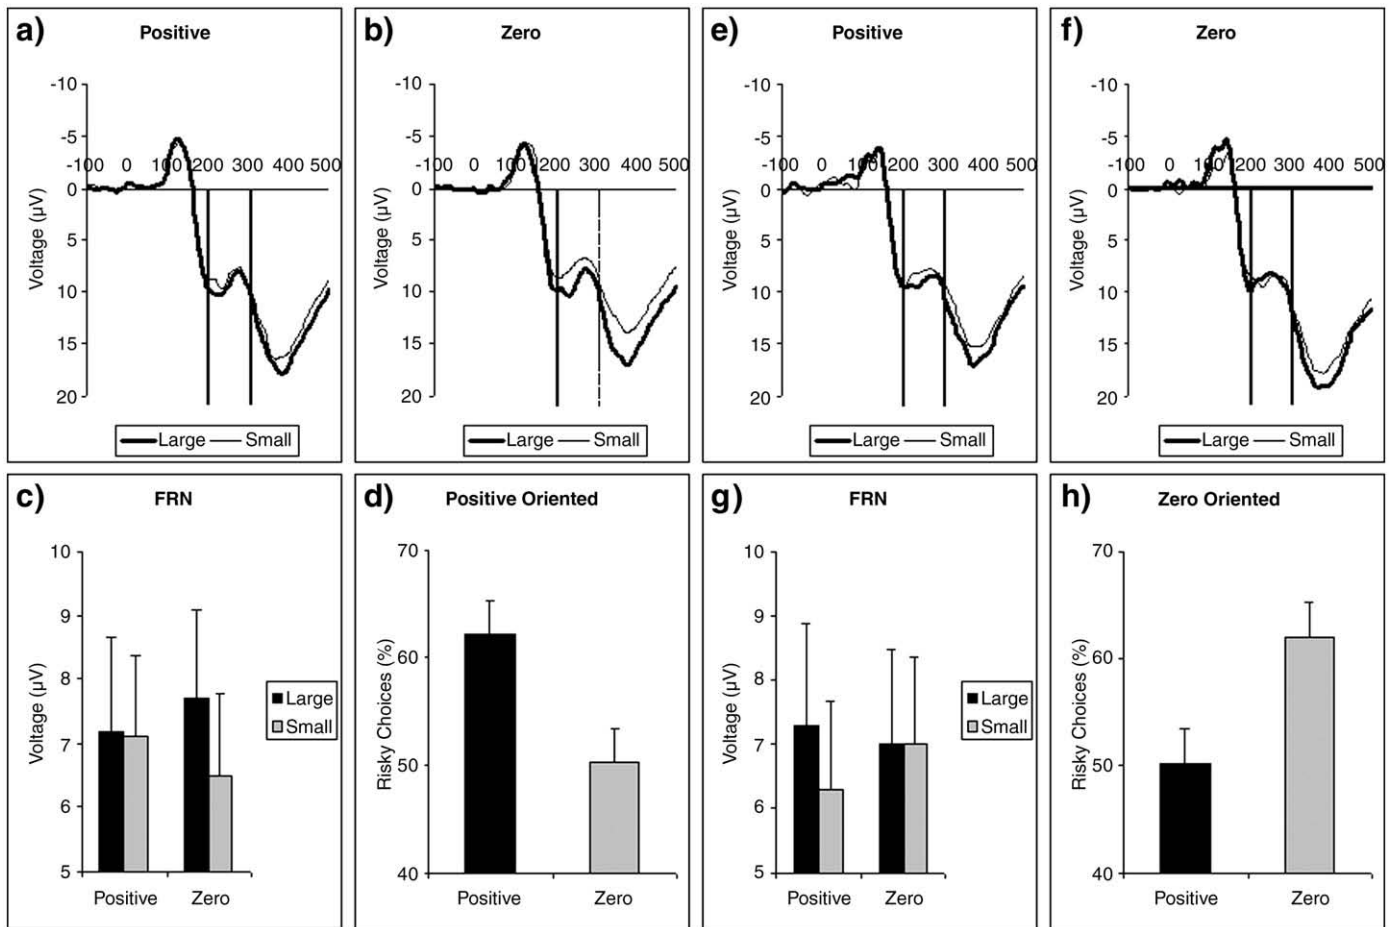 a) Positive
-10
-5
-100 0 100 200 300 400 500
0
5
10
15
20
Voltage (µV)
Large Small
b) Zero
-10
-5
-100 0 100 200 300 400 500
0
5
10
15
20
Voltage (µV)
Large Small
e) Positive
-10
-5
-100 0 100 200 300 400 500
0
5
10
15
20
Voltage (µV)
Large Small
f) Zero
-10
-5
-100 0 100 200 300 400 500
0
5
10
15
20
Voltage (µV)
Large Small
c) FRN
10
9
8
7
6
5
Voltage (µV)
Large
Small
Positive Zero
d) Positive Oriented
70
60
50
40
Risky Choices (%)
Positive Zero
g) FRN
10
9
8
7
6
5
Voltage (µV)
Large
Small
Positive Zero
h) Zero Oriented
70
60
50
40
Risky Choices (%)
Positive Zero